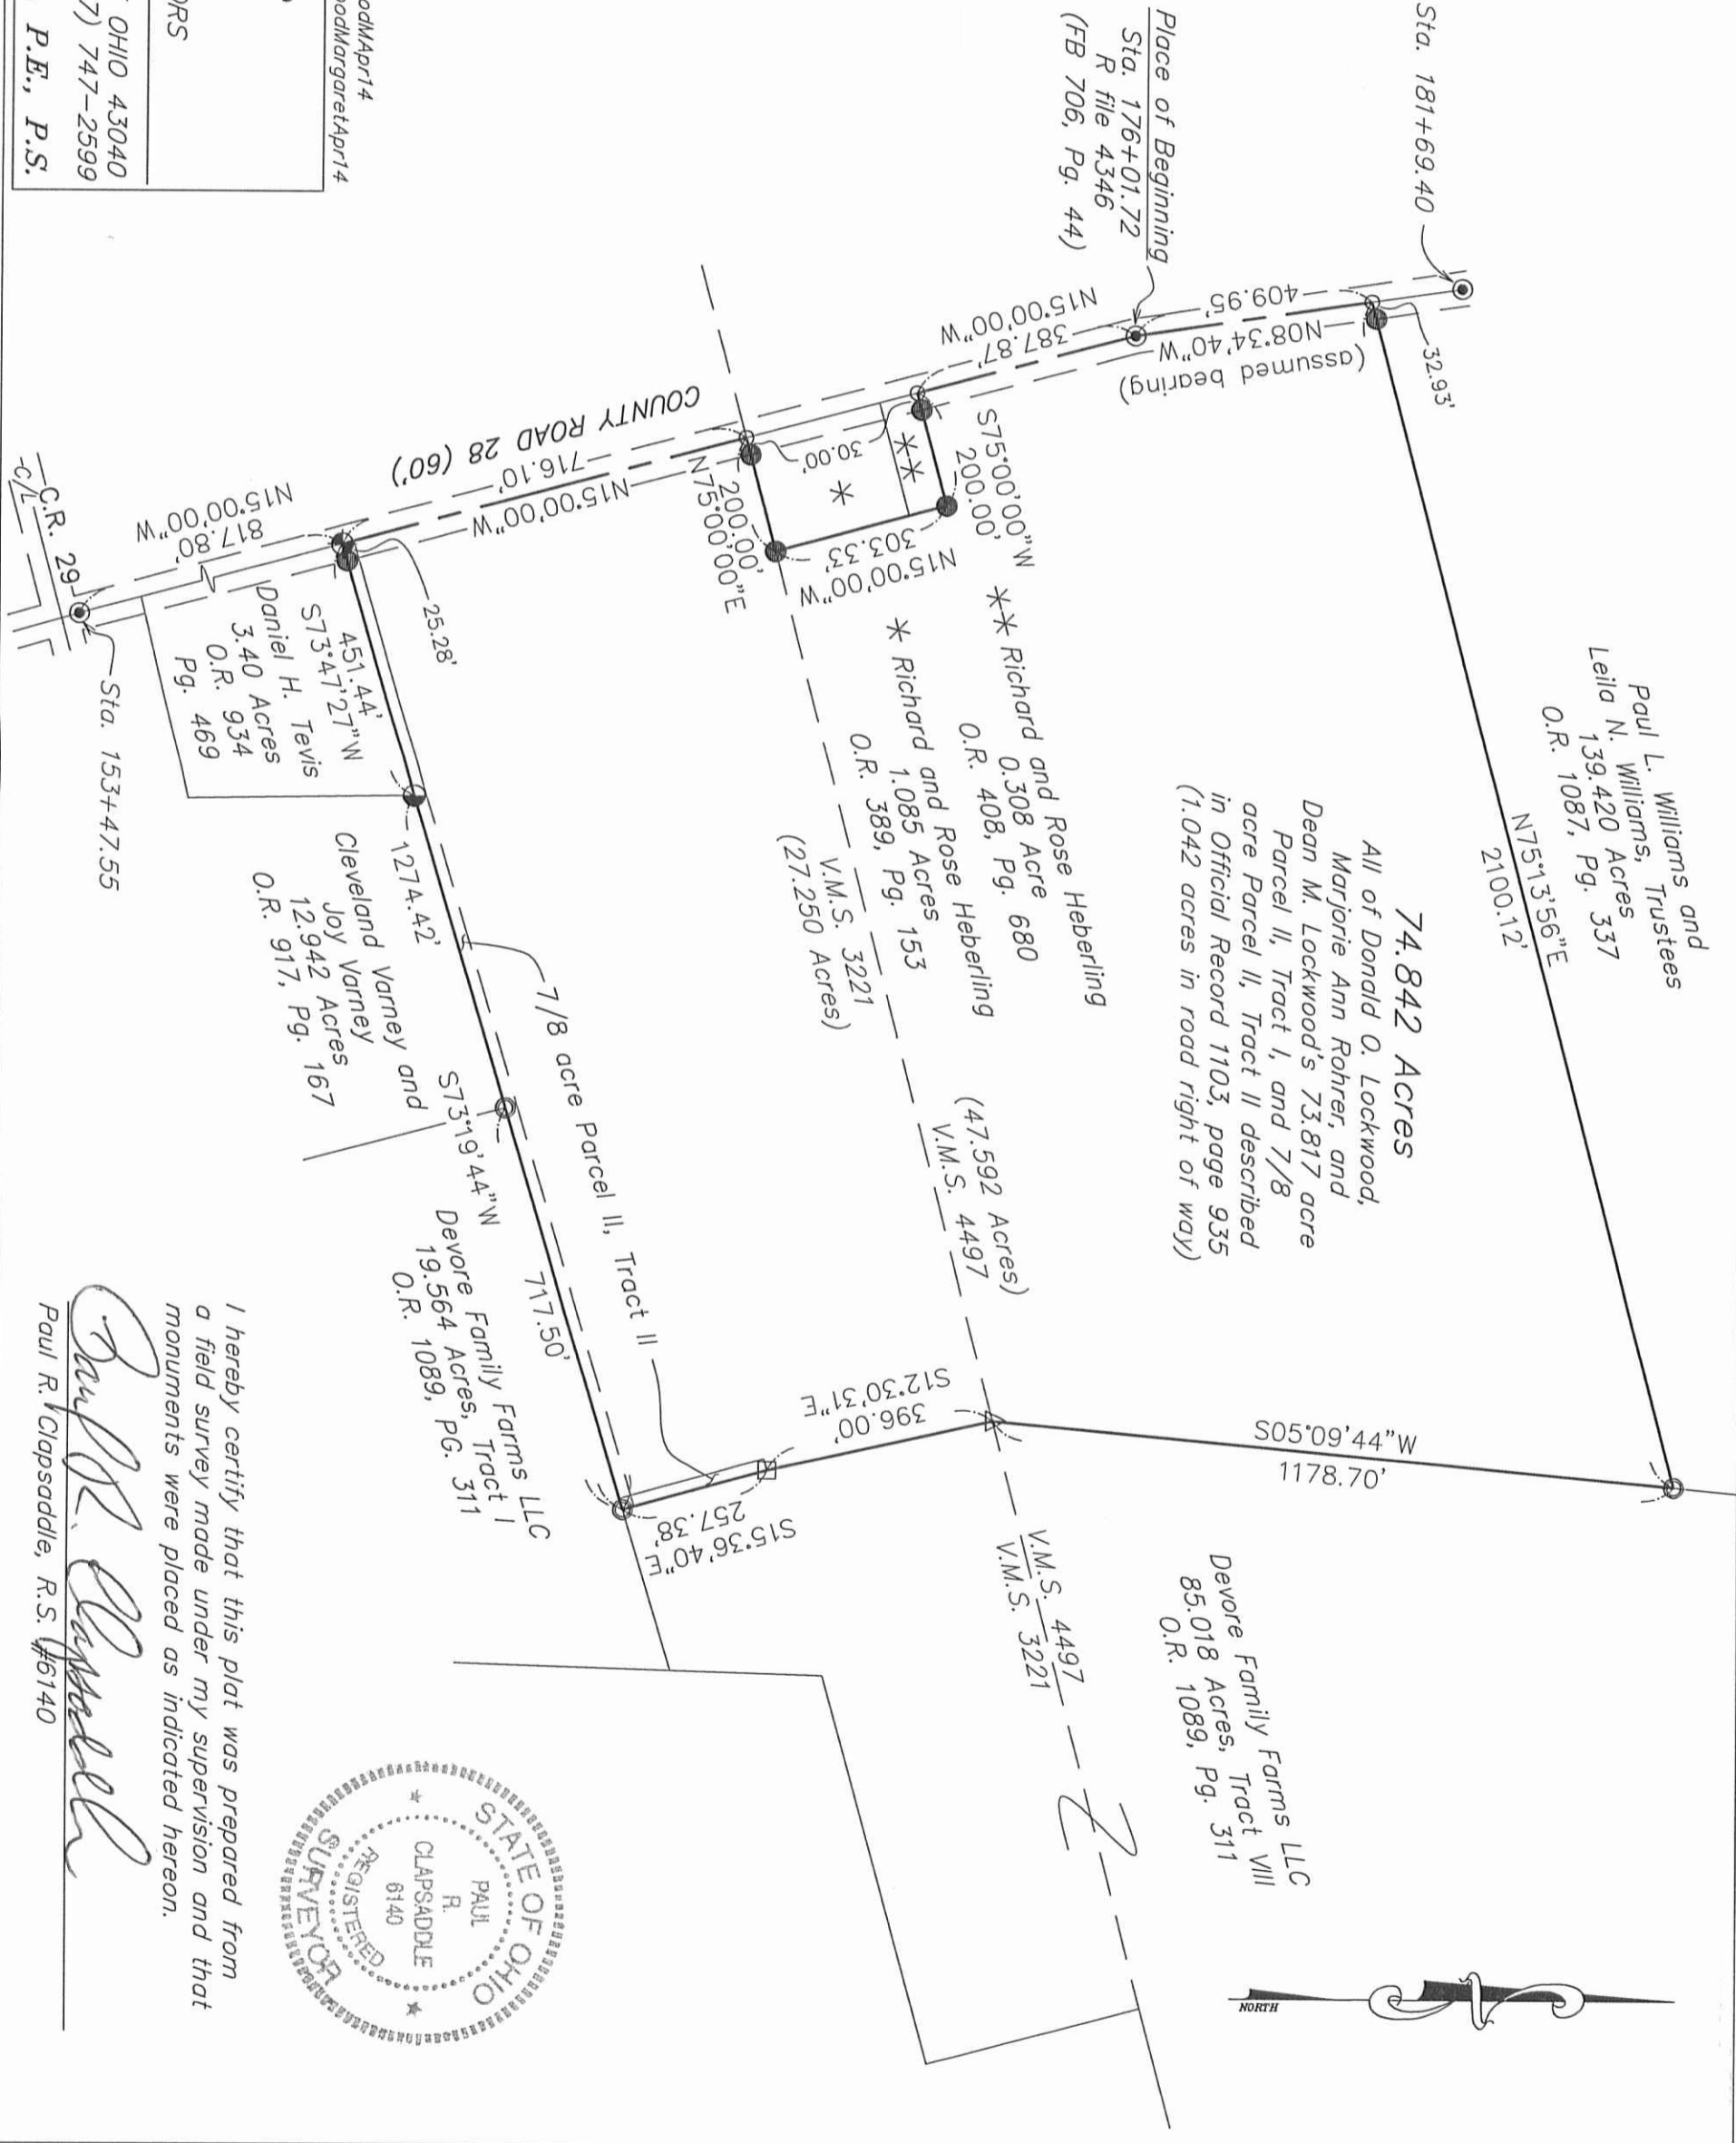 Sta. 181+69.40
Place of Beginning
Sta. 176+01.72
R file 4346
(FB 706, Pg. 44)
odMApr14
odMargaretApr14
ORS
OHIO 43040
7) 747-2599
P.E., P.S.
Paul L. Williams and
Leila N. Williams, Trustees
139.420 Acres
O.R. 1087, Pg. 337
N75°13'56"E
2100.12'
32.93'
409.95'
N08°34'40"W
(assumed bearing)
N15°00'00"W
387.87'
74.842 Acres
All of Donald O. Lockwood,
Marjorie Ann Rohrer, and
Dean M. Lockwood's 73.817 acre
Parcel II, Tract I, and 7/8
acre Parcel II, Tract II described
in Official Record 1103, page 935
(1.042 acres in road right of way)
S75°00'00"W
200.00'
**
*
30.00'
N15°00'00"W
303.33'
200.00'
N75°00'00"E
** Richard and Rose Heberling
0.308 Acre
O.R. 408, Pg. 680
* Richard and Rose Heberling
1.085 Acres
O.R. 389, Pg. 153
(47.592 Acres)
V.M.S. 4497
V.M.S. 3221
(27.250 Acres)
COUNTY ROAD 28 (60')
716.10'
N15°00'00"W
25.28'
N15°00'00"W
817.80'
C.R. 29
c/L
Sta. 153+47.55
451.44'
S73°47'27"W
Daniel H. Tevis
3.40 Acres
O.R. 934
Pg. 469
1274.42'
Cleveland Varney and
Joy Varney
12.942 Acres
O.R. 917, Pg. 167
7/8 acre Parcel II, Tract II
S73°19'44"W
717.50'
Devore Family Farms LLC
19.564 Acres, Tract I
O.R. 1089, PG. 311
S12°30'31"E
396.00'
S15°36'40"E
257.38'
S05°09'44"W
1178.70'
V.M.S. 4497
V.M.S. 3221
Devore Family Farms LLC
85.018 Acres, Tract VIII
O.R. 1089, Pg. 311
NORTH
STATE OF OHIO
PAUL
R.
CLAPSADDLE
6140
REGISTERED
SURVEYOR
I hereby certify that this plat was prepared from
a field survey made under my supervision and that
monuments were placed as indicated hereon.
Paul R. Clapsaddle
Paul R. Clapsaddle, R.S. #6140